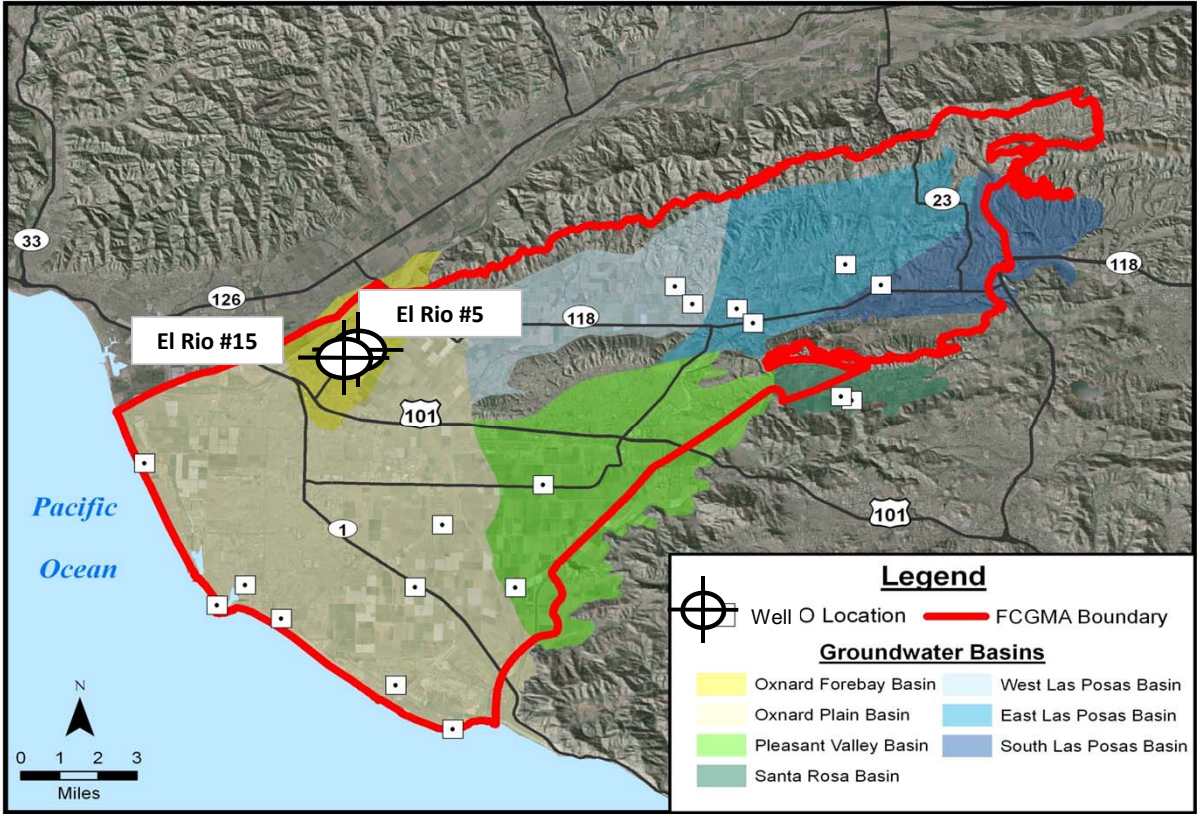 33
126
23
118
118
El Rio #5
El Rio #15
101
Pacific
Ocean
1
101
N
0 1 2 3
Miles
Legend
Well O Location FCGMA Boundary
Groundwater Basins
Oxnard Forebay Basin West Las Posas Basin
Oxnard Plain Basin East Las Posas Basin
Pleasant Valley Basin South Las Posas Basin
Santa Rosa Basin